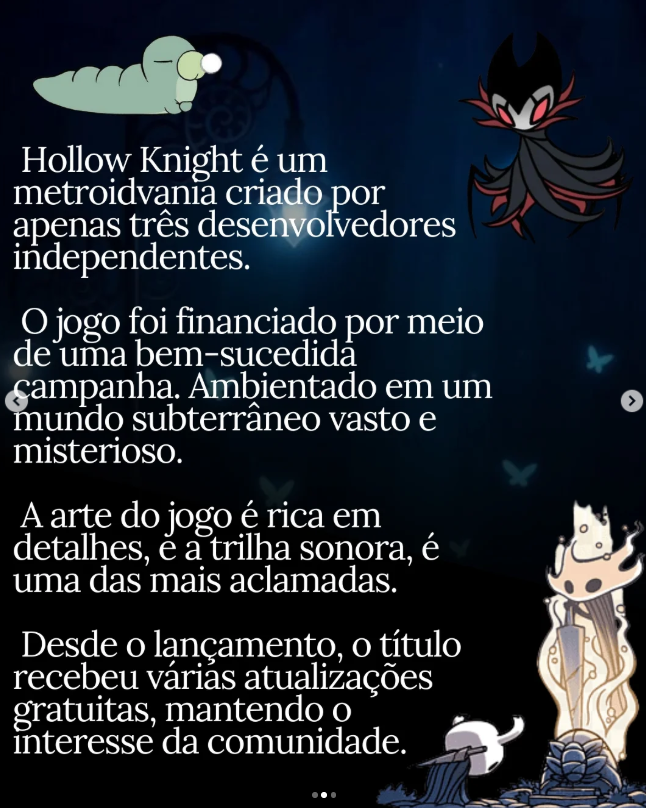 Hollow Knight é um
metroidvania criado por
apenas três desenvolvedores
independentes.
O jogo foi financiado por meio
de uma bem-sucedida
campanha. Ambientado em um
mundo subterrâneo vasto e
misterioso.
A arte do jogo é rica em
detalhes, e a trilha sonora, é
uma das mais aclamadas.
Desde o lançamento, o título
recebeu várias atualizações
gratuitas, mantendo o
interesse da comunidade.